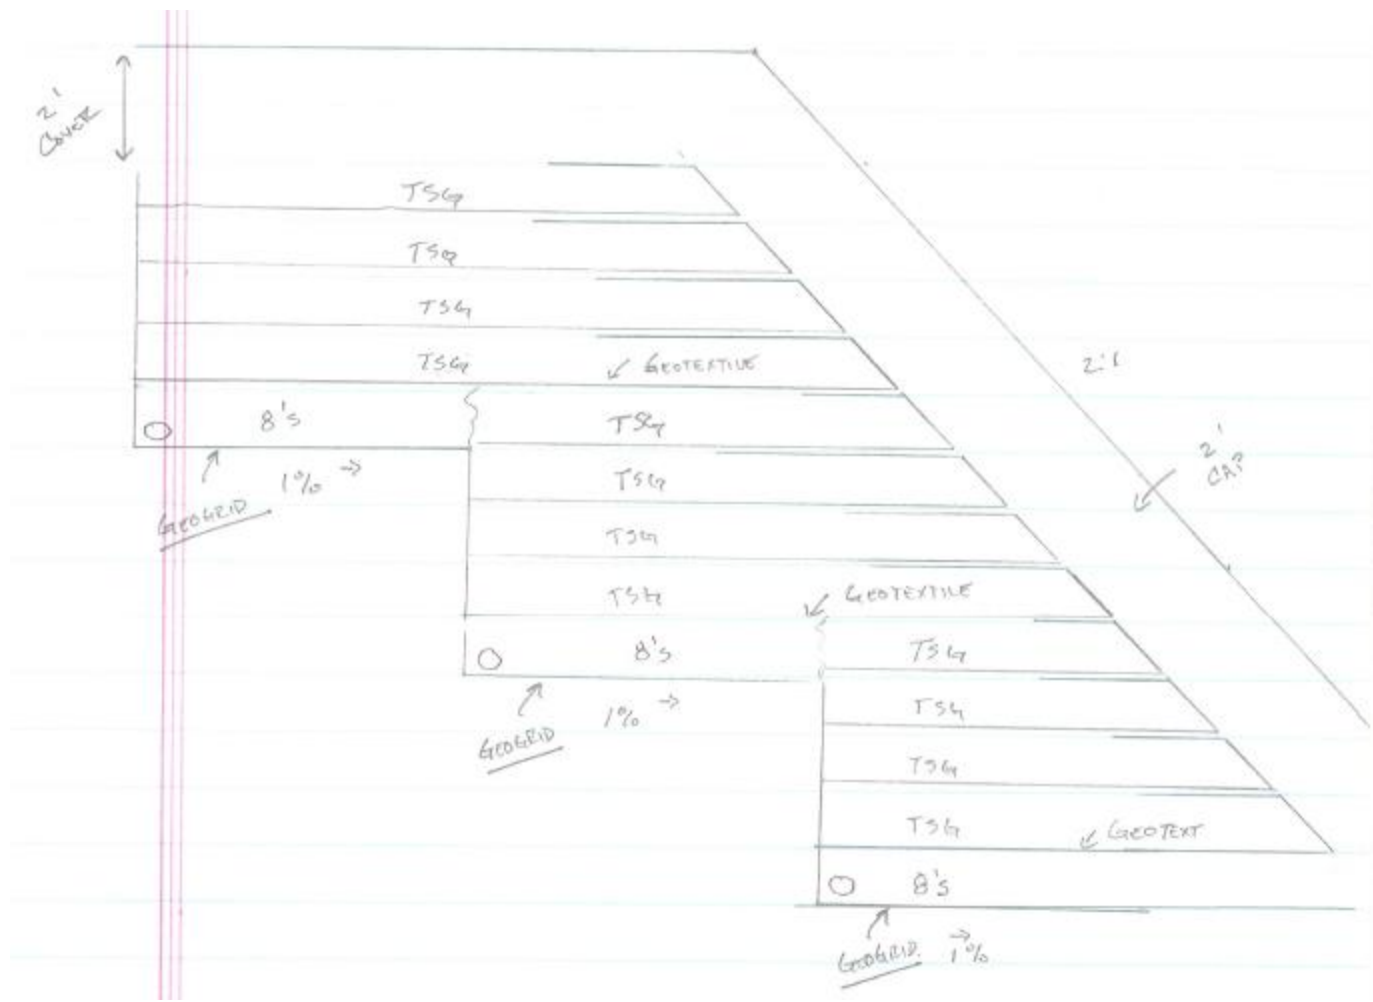 2'
COVER
TSG
TSG
TSG
TSG
GEOTEXTILE
2:1
8's
TSG
2'
CAP
1%
TSG
GEOGRID
TSG
TSG
GEOTEXTILE
8's
TSG
1%
TSG
GEOGRID
TSG
TSG
GEOTEXT
8's
GEOGRID
1%